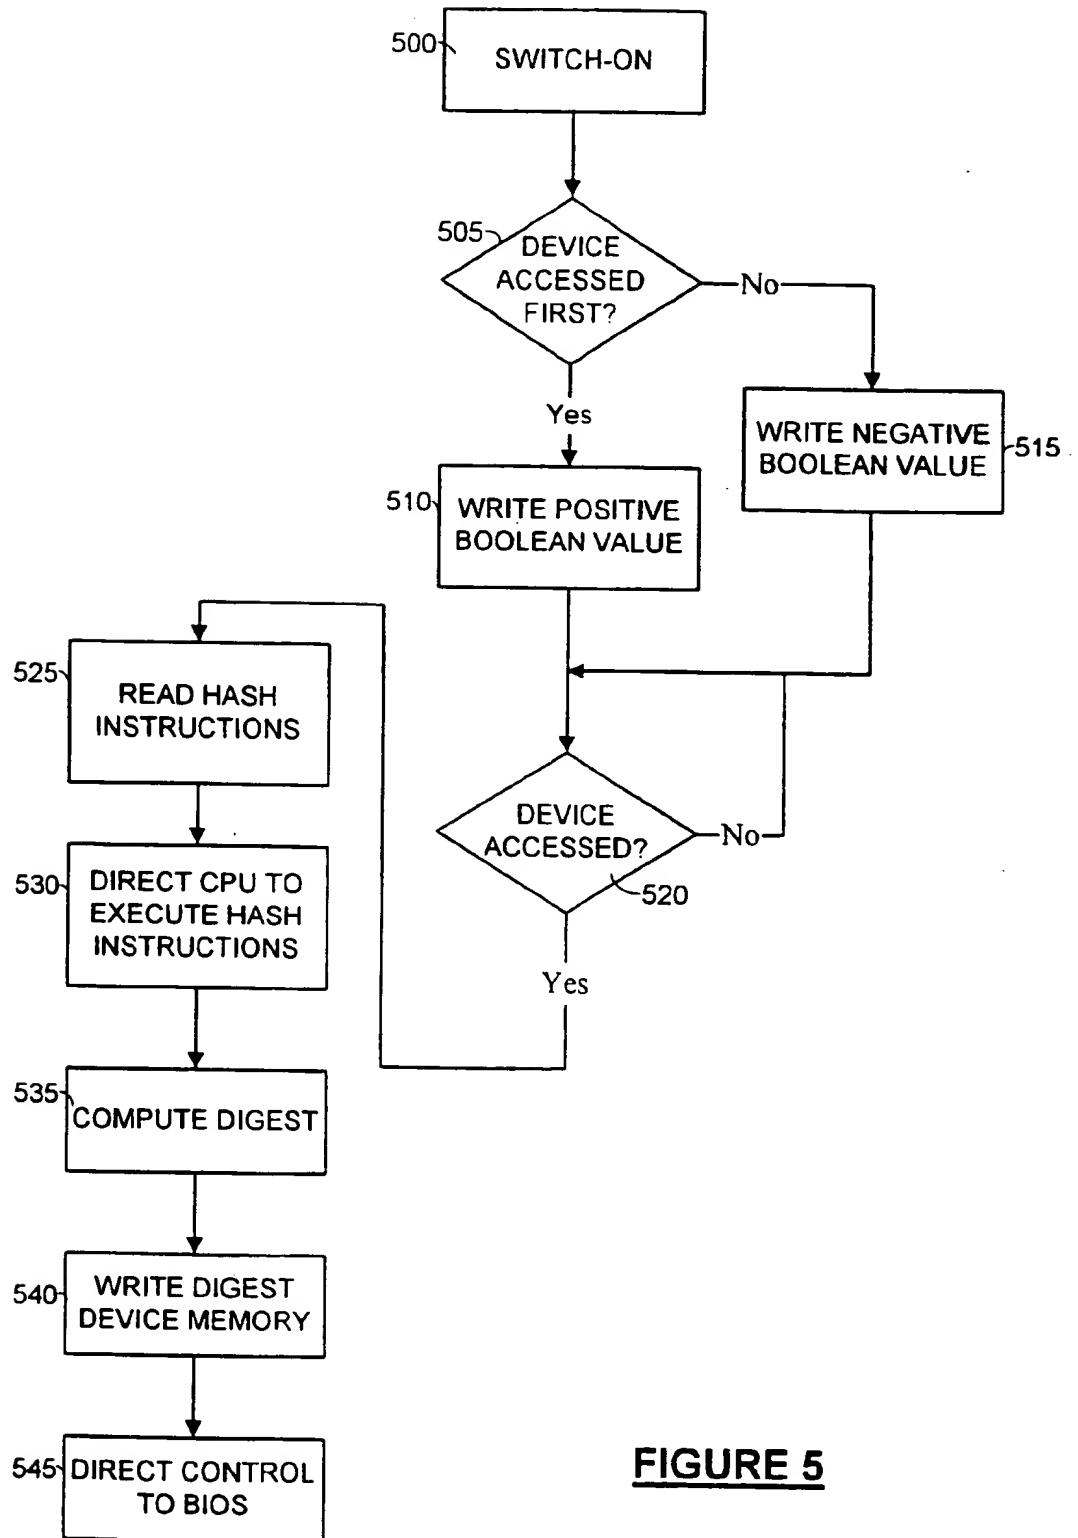 500
SWITCH-ON
505
DEVICE
ACCESSED
FIRST?
No
Yes
WRITE NEGATIVE
BOOLEAN VALUE
515
510
WRITE POSITIVE
BOOLEAN VALUE
525
READ HASH
INSTRUCTIONS
DEVICE
ACCESSED?
No
520
Yes
530
DIRECT CPU TO
EXECUTE HASH
INSTRUCTIONS
535
COMPUTE DIGEST
540
WRITE DIGEST
DEVICE MEMORY
545
DIRECT CONTROL
TO BIOS
FIGURE 5